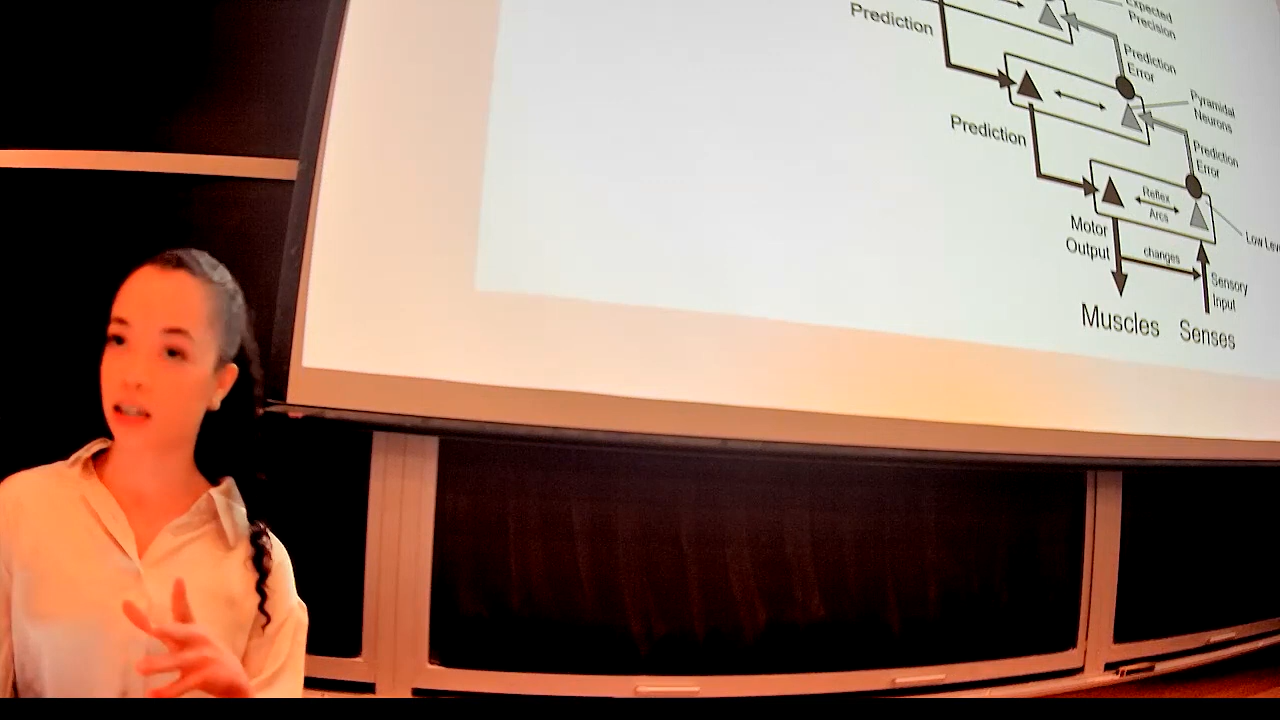 Expected
Precision
Prediction
Prediction
Error
Pyramidal
Neurons
Prediction
Prediction
Error
Reflex
Arcs
Motor
Output
changes
Low Lev
Sensory
Input
Muscles Senses